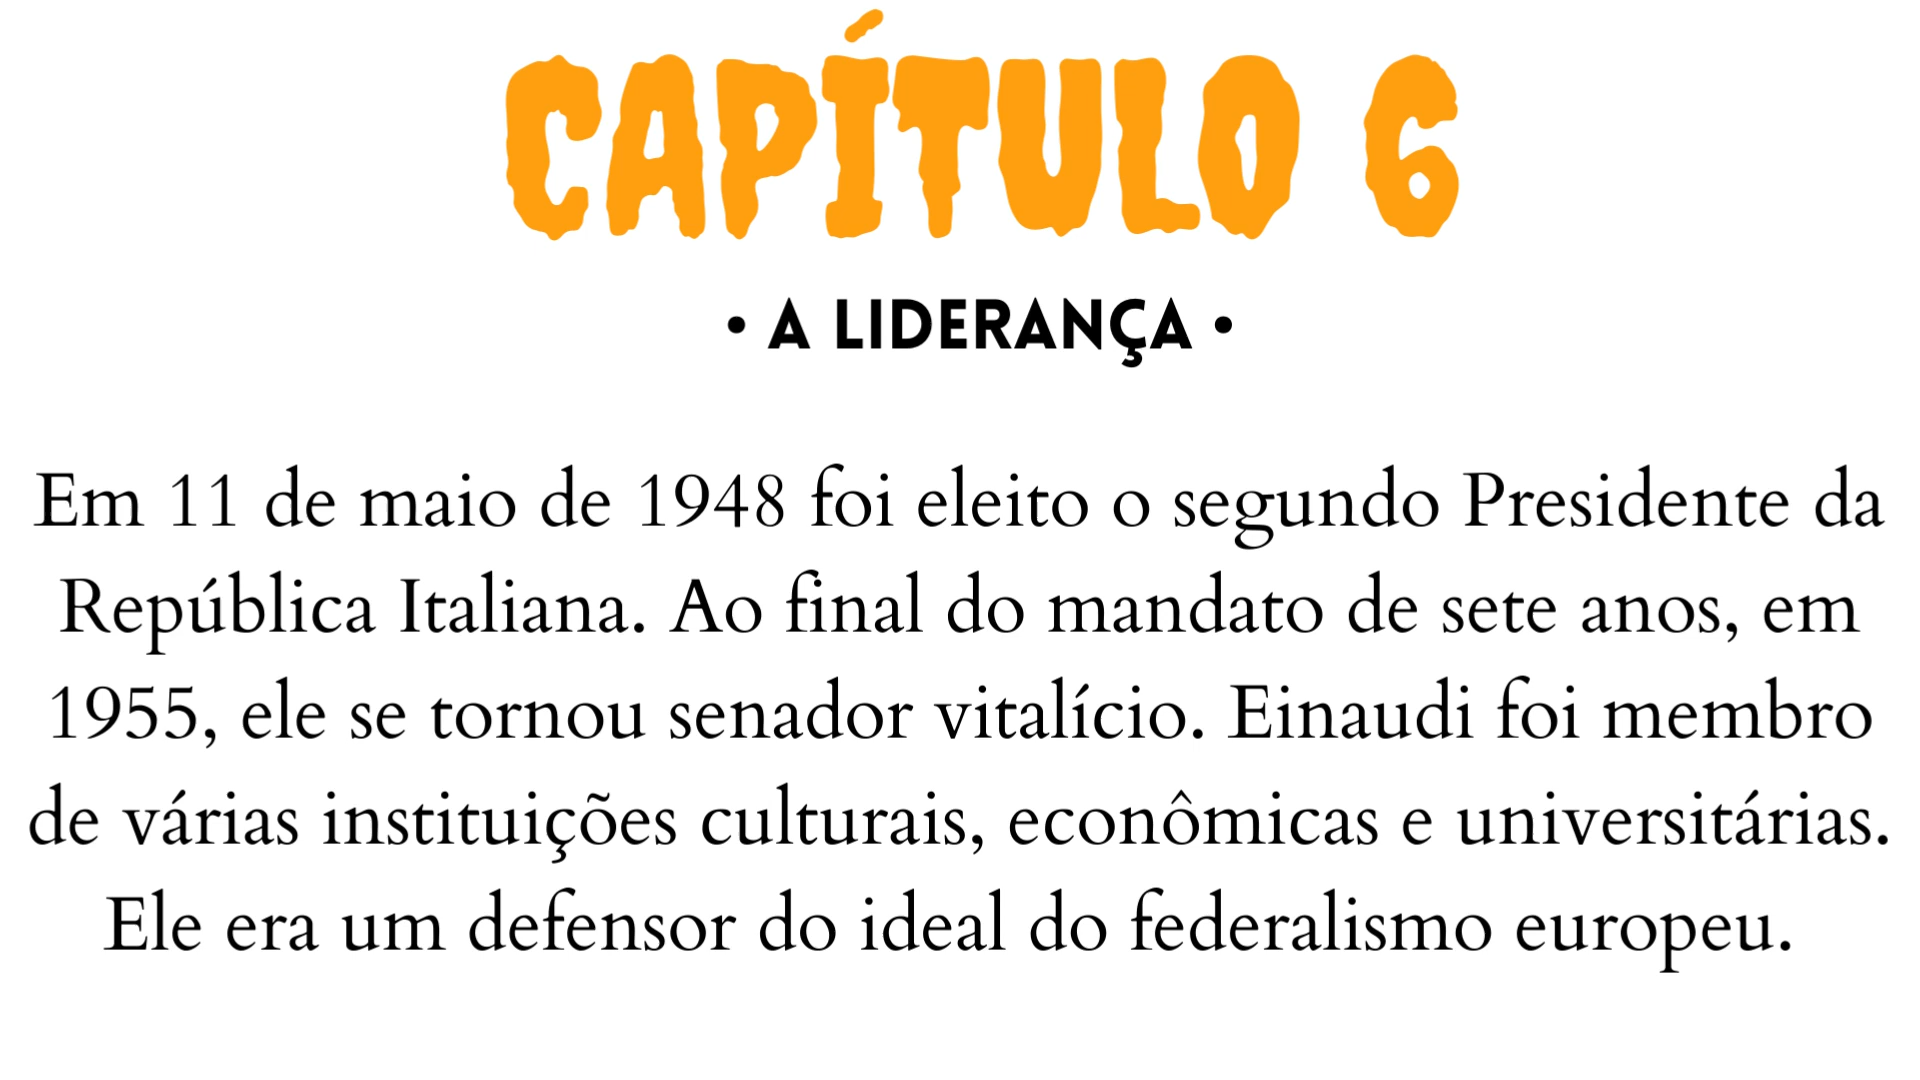 CAPÍTULO 6
• A LIDERANÇA •
Em 11 de maio de 1948 foi eleito o segundo Presidente da
República Italiana. Ao final do mandato de sete anos, em
1955, ele se tornou senador vitalício. Einaudi foi membro
de várias instituições culturais, econômicas e universitárias.
Ele era um defensor do ideal do federalismo europeu.